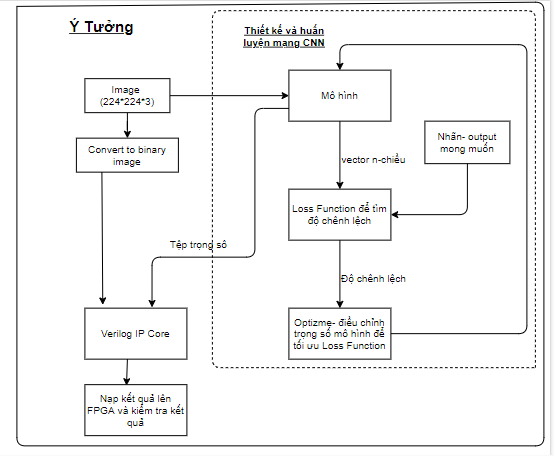 Ý Tưởng
Thiết kế và huấn
luyện mạng CNN
Image
(224*224*3)
Mô hình
Convert to binary
image
Nhãn- output
mong muốn
vector n-chiều
Loss Function để tìm
độ chênh lệch
Tệp trọng số
Độ chênh lệch
Verilog IP Core
Optizme- điều chỉnh
trọng số mô hình để
tối ưu Loss Function
Nạp kết quả lên
FPGA và kiểm tra kết
quả